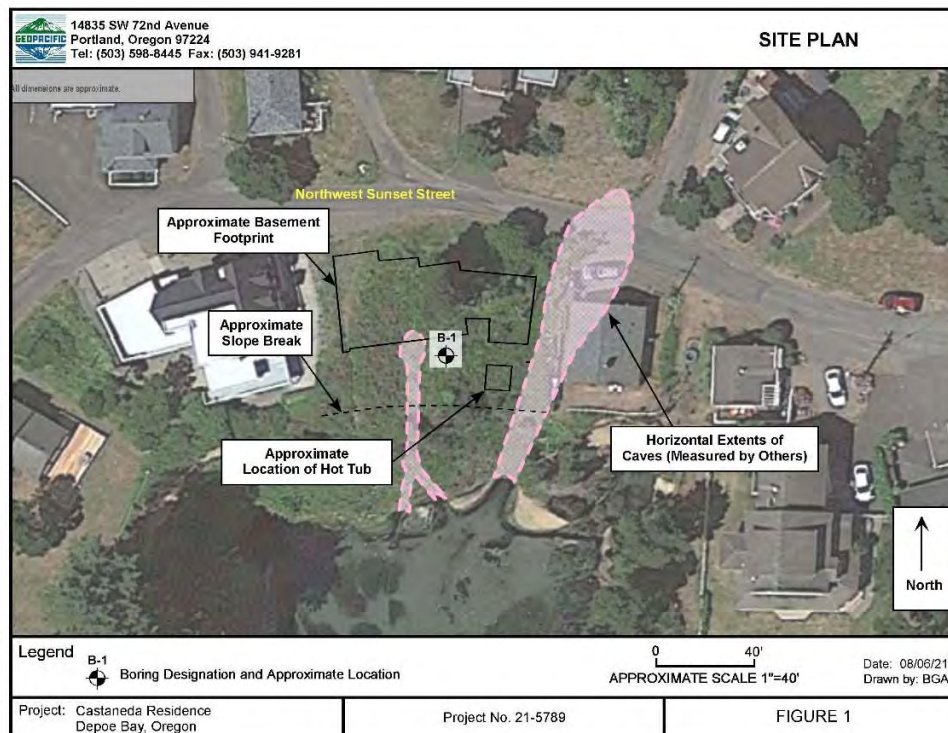 GEOPACIFIC
14835 SW 72nd Avenue
Portland, Oregon 97224
Tel: (503) 598-8445 Fax: (503) 941-9281
SITE PLAN
All dimensions are approximate.
Northwest Sunset Street
Approximate Basement
Footprint
Approximate
Slope Break
B-1
Approximate
Location of Hot Tub
Horizontal Extents of
Caves (Measured by Others)
North
Legend
B-1
Boring Designation and Approximate Location
0 40'
APPROXIMATE SCALE 1"=40'
Date: 08/06/21
Drawn by: BGA
Project: Castaneda Residence
Depoe Bay, Oregon
Project No. 21-5789
FIGURE 1